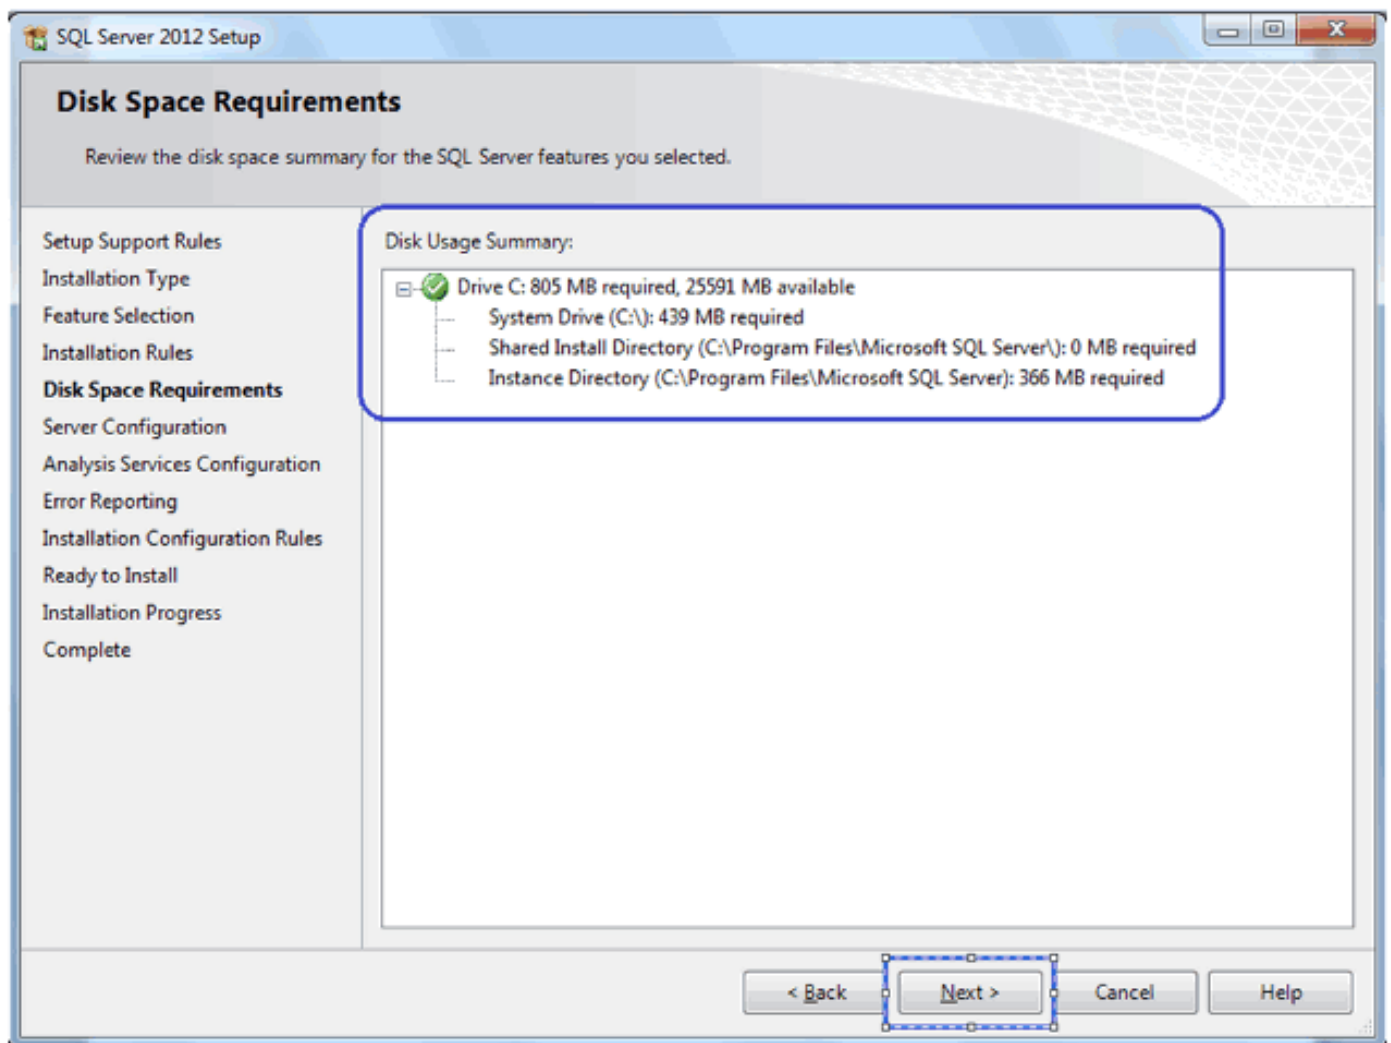 SQL Server 2012 Setup
Disk Space Requirements
Review the disk space summary for the SQL Server features you selected.
Setup Support Rules
Installation Type
Feature Selection
Installation Rules
Disk Space Requirements
Server Configuration
Analysis Services Configuration
Error Reporting
Installation Configuration Rules
Ready to Install
Installation Progress
Complete
Disk Usage Summary:
Drive C: 805 MB required, 25591 MB available
System Drive (C:\): 439 MB required
Shared Install Directory (C:\Program Files\Microsoft SQL Server\): 0 MB required
Instance Directory (C:\Program Files\Microsoft SQL Server): 366 MB required
< Back Next > Cancel Help